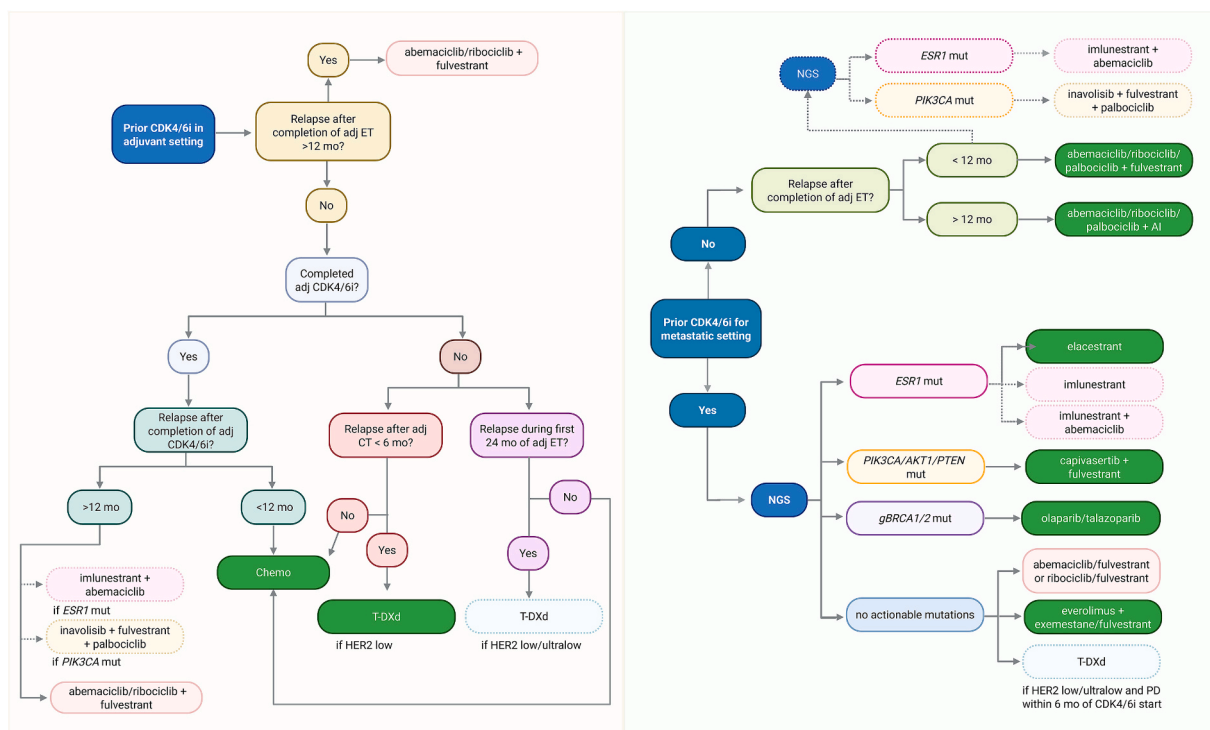 Yes
abemaciclib/ribociclib +
fulvestrant
Prior CDK4/6i in
adjuvant setting
Relapse after
completion of adj ET
>12 mo?
No
Completed
adj CDK4/6i?
Yes
No
Relapse after
completion of adj
CDK4/6i?
Relapse after adj
CT < 6 mo?
Relapse during first
24 mo of adj ET?
>12 mo
<12 mo
No
No
Yes
Yes
Chemo
imlunestrant +
abemaciclib
if ESR1 mut
inavolisib + fulvestrant
+ palbociclib
if PIK3CA mut
abemaciclib/ribociclib +
fulvestrant
T-DXd
if HER2 low
T-DXd
if HER2 low/ultralow
NGS
ESR1 mut
imlunestrant +
abemaciclib
PIK3CA mut
inavolisib + fulvestrant
+ palbociclib
Relapse after
completion of adj ET?
< 12 mo
abemaciclib/ribociclib/
palbociclib + fulvestrant
> 12 mo
abemaciclib/ribociclib/
palbociclib + AI
No
Prior CDK4/6i for
metastatic setting
Yes
NGS
ESR1 mut
elacestrant
imlunestrant
imlunestrant +
abemaciclib
PIK3CA/AKT1/PTEN
mut
capivasertib +
fulvestrant
gBRCA1/2 mut
olaparib/talazoparib
no actionable mutations
abemaciclib/fulvestrant
or ribociclib/fulvestrant
everolimus +
exemestane/fulvestrant
T-DXd
if HER2 low/ultralow and PD
within 6 mo of CDK4/6i start